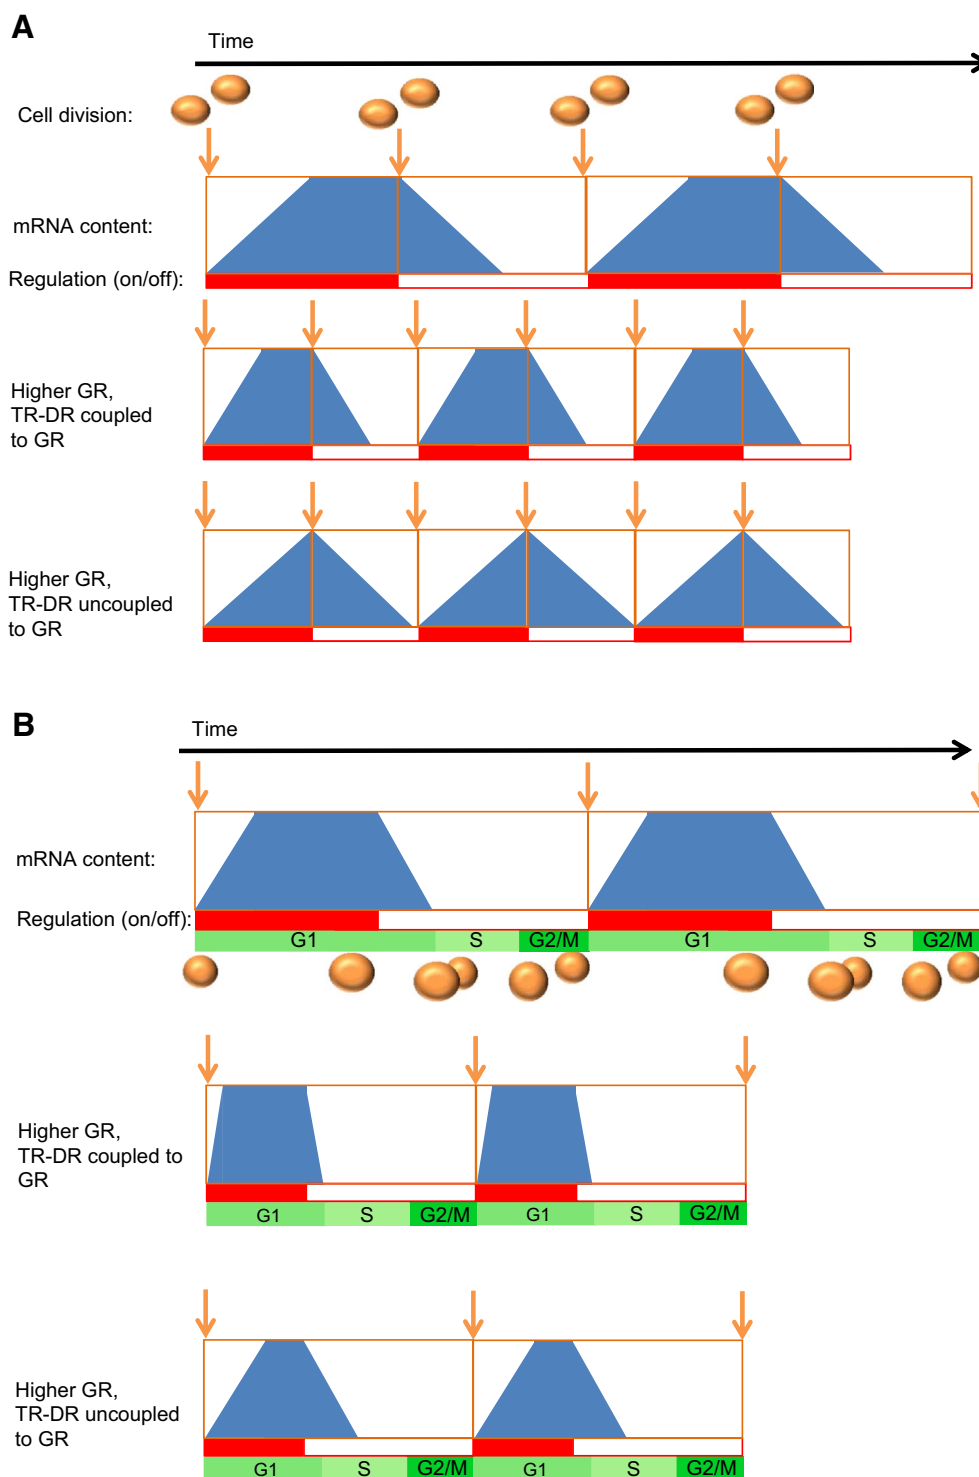 A
Time
Cell division:
mRNA content:
Regulation (on/off):
Higher GR,
TR-DR coupled
to GR
Higher GR,
TR-DR uncoupled
to GR
B
Time
mRNA content:
Regulation (on/off):
G1 S G2/M G1 S G2/M
Higher GR,
TR-DR coupled to
GR
G1 S G2/M G1 S G2/M
Higher GR,
TR-DR uncoupled
to GR
G1 S G2/M G1 S G2/M